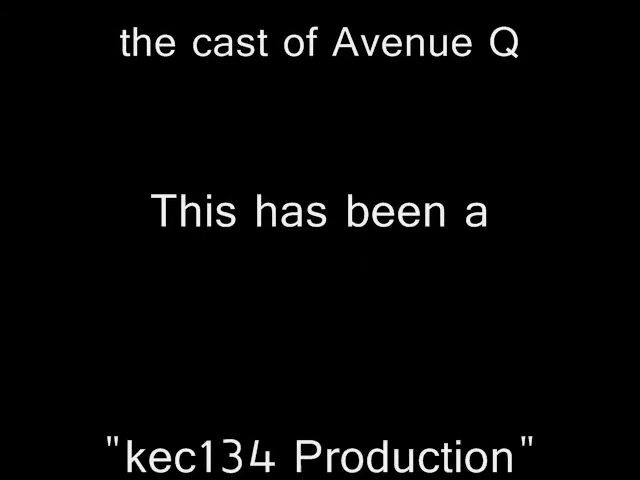 the cast of Avenue Q
This has been a
"kec134 Production"